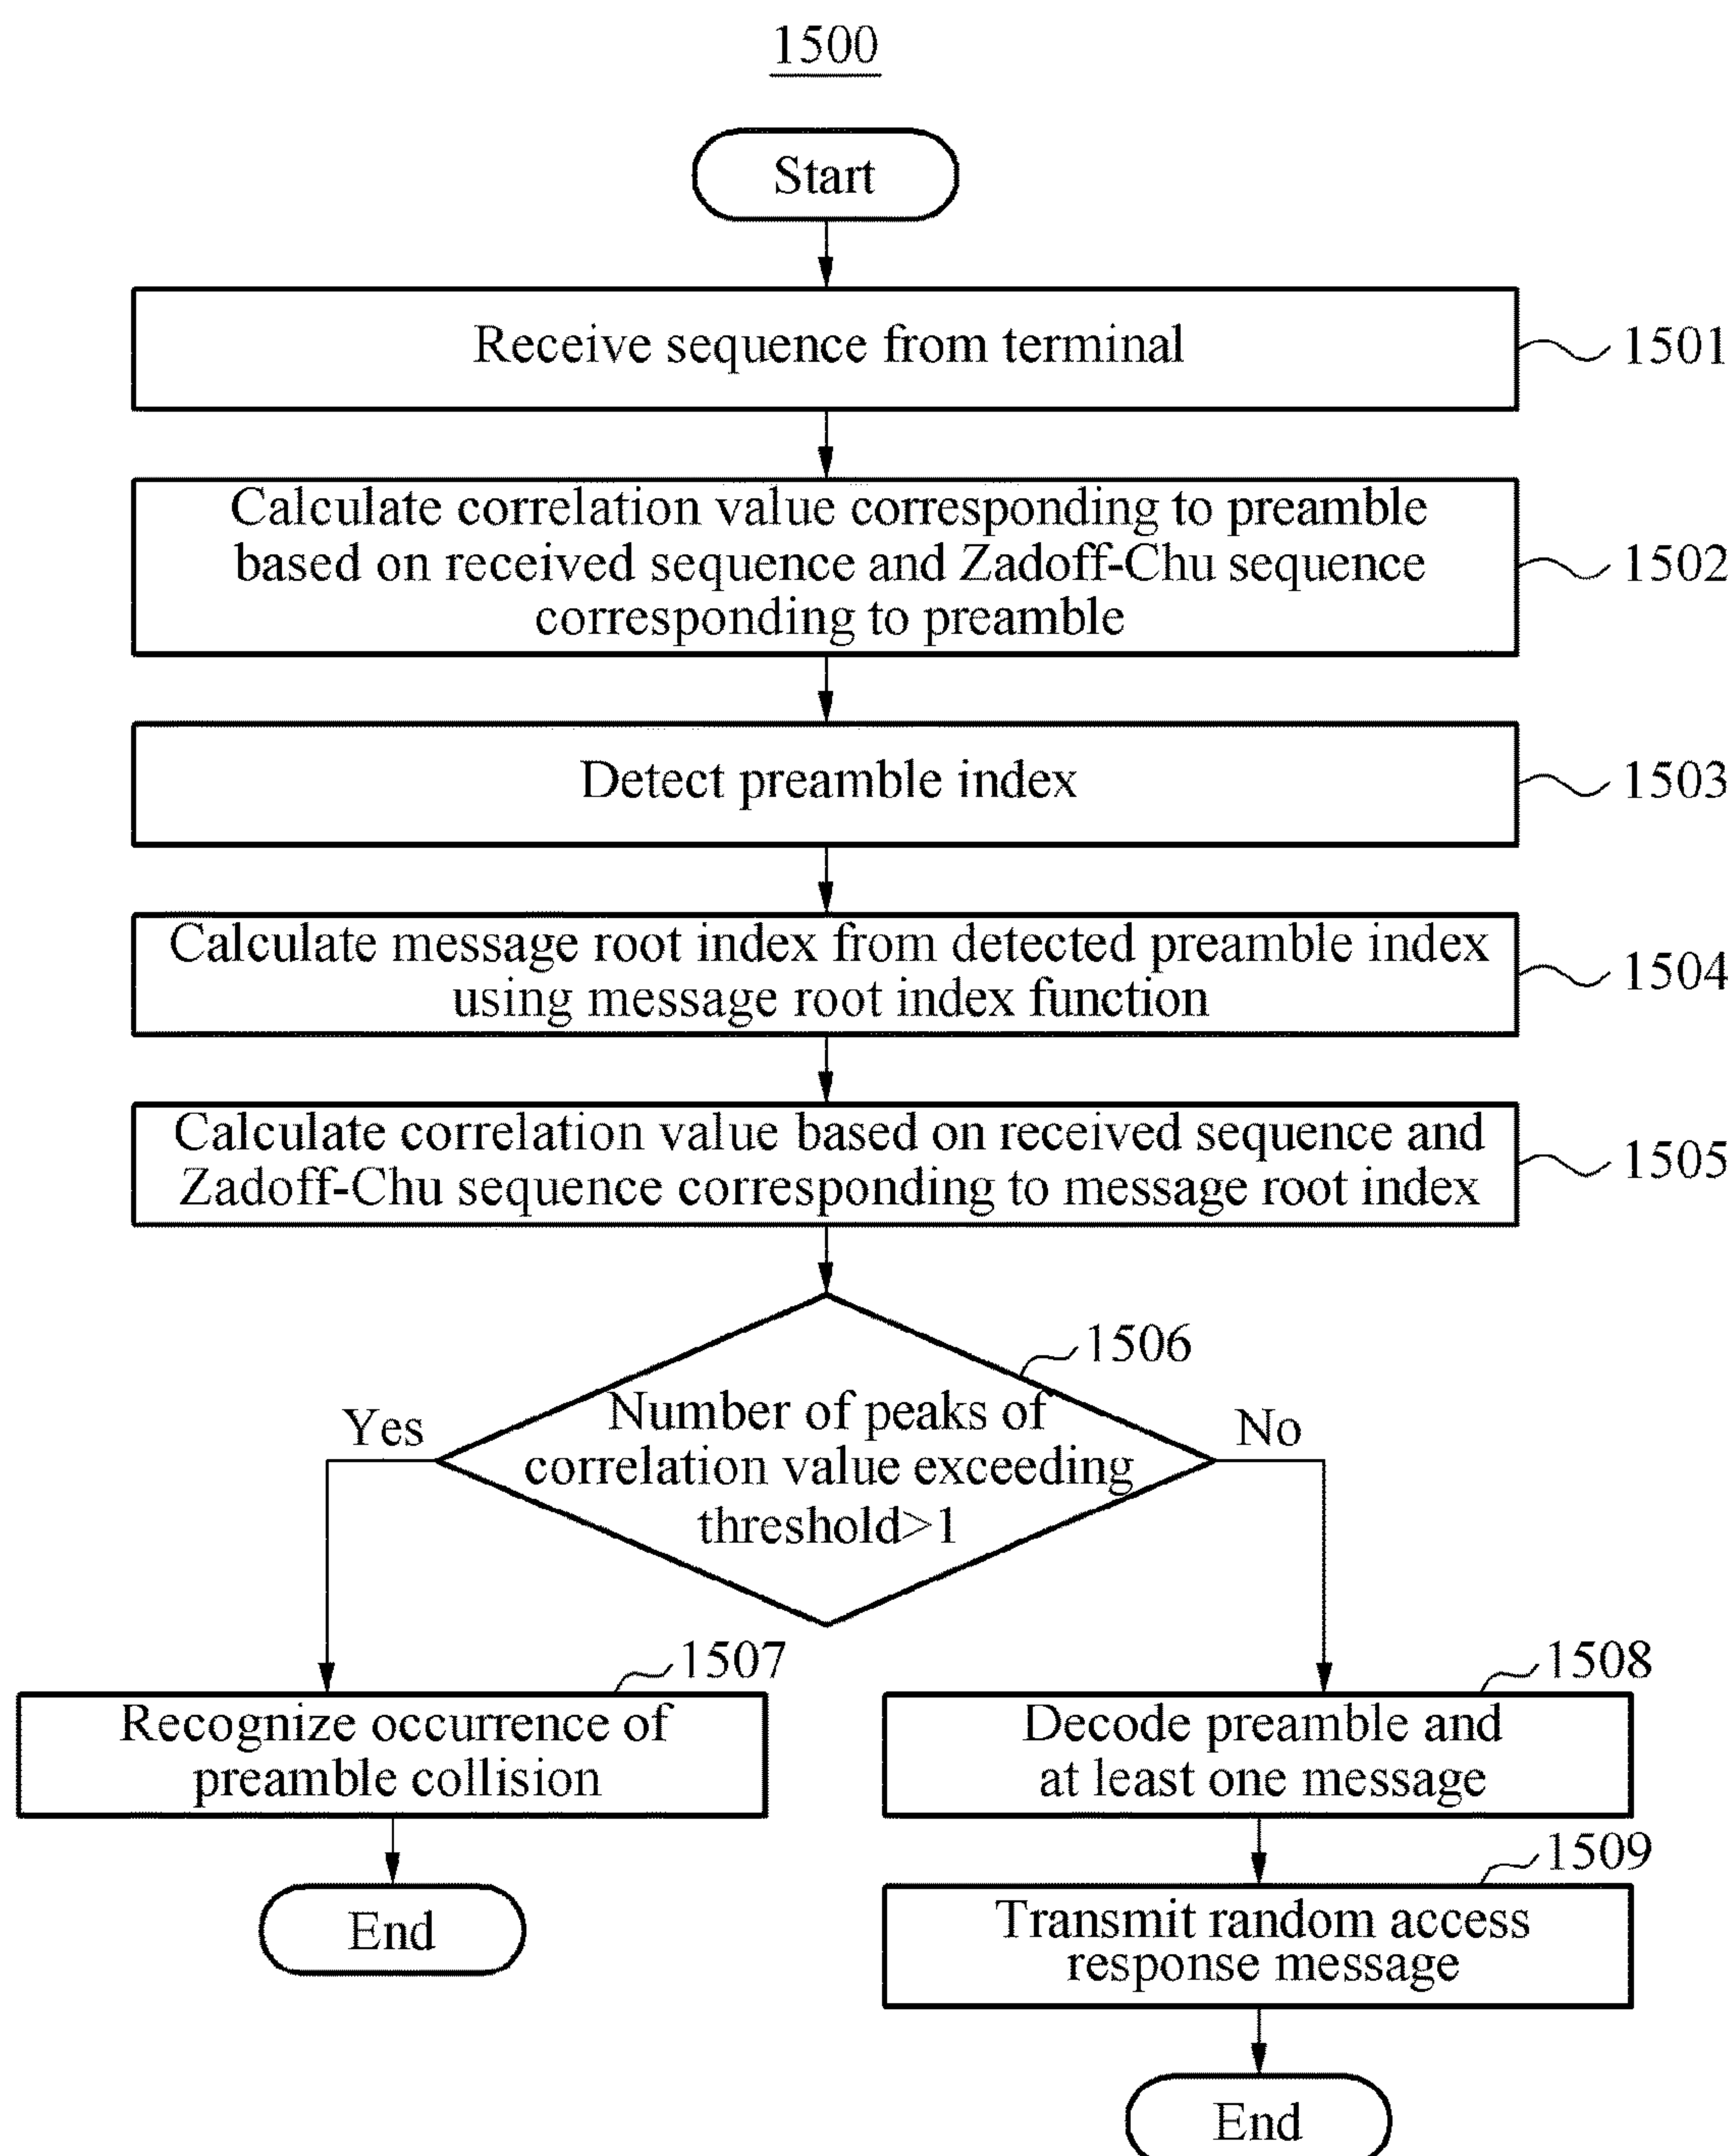 1500
Start
Receive sequence from terminal
1501
Calculate correlation value corresponding to preamble
based on received sequence and Zadoff-Chu sequence
corresponding to preamble
1502
Detect preamble index
1503
Calculate message root index from detected preamble index
using message root index function
1504
Calculate correlation value based on received sequence and
Zadoff-Chu sequence corresponding to message root index
1505
1506
Number of peaks of
correlation value exceeding
threshold>1
Yes
No
1507
Recognize occurrence of
preamble collision
End
1508
Decode preamble and
at least one message
1509
Transmit random access
response message
End